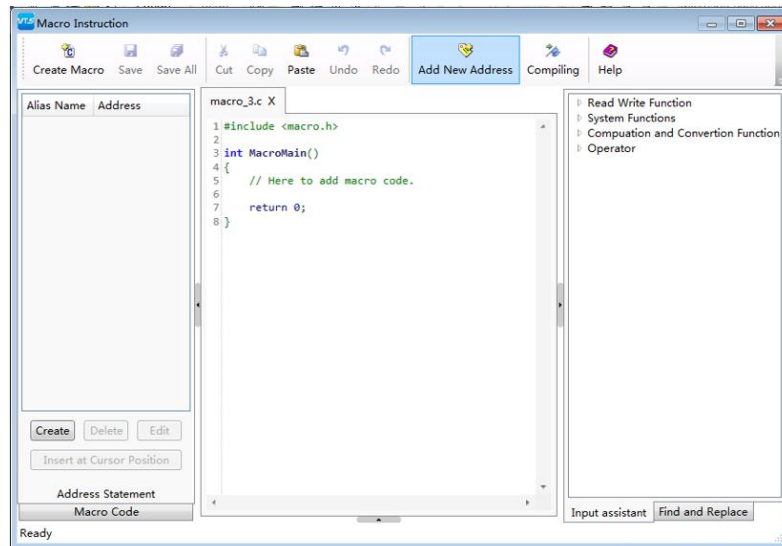 VTS Macro Instruction
Create Macro Save Save All Cut Copy Paste Undo Redo Add New Address Compiling Help
Alias Name Address
macro_3.c X
1 #include <macro.h>
2
3 int MacroMain()
4 {
5 // Here to add macro code.
6
7 return 0;
8 }
Read Write Function
System Functions
Compuation and Convertion Function
Operator
Create Delete Edit
Insert at Cursor Position
Address Statement
Macro Code
Input assistant Find and Replace
Ready